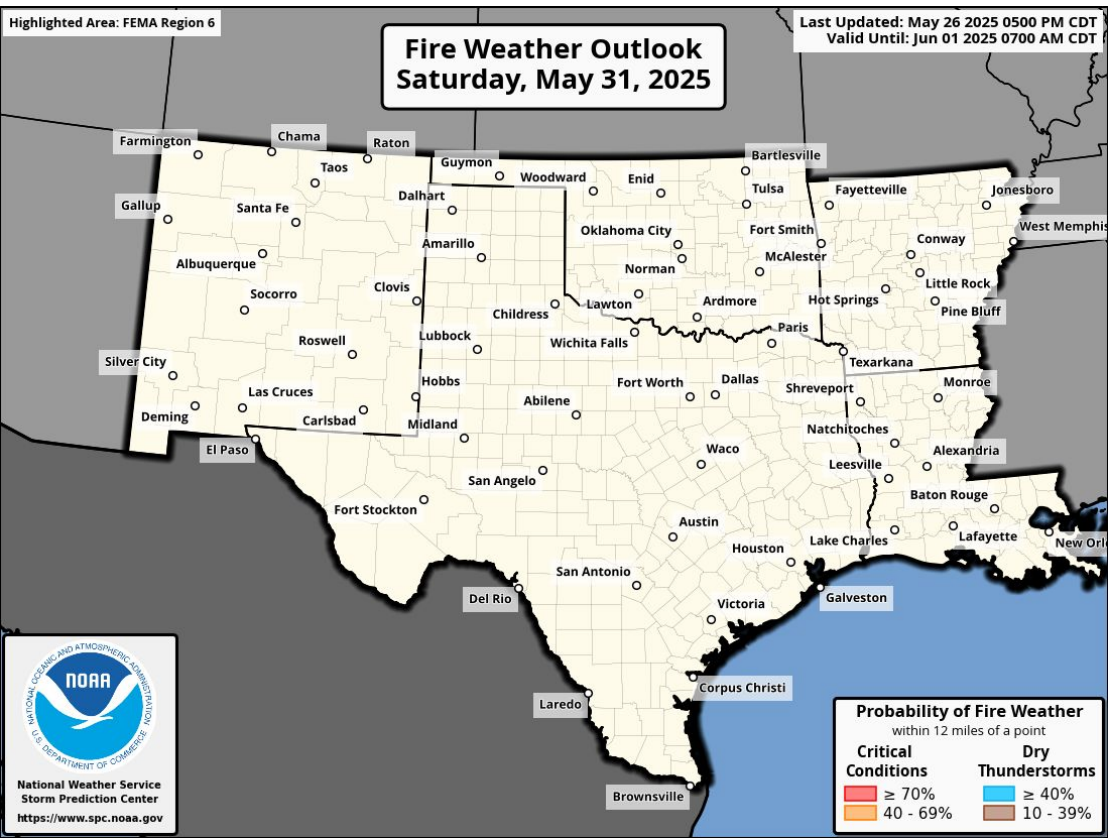 Highlighted Area: FEMA Region 6
Last Updated: May 26 2025 0500 PM CDT
Valid Until: Jun 01 2025 0700 AM CDT
Fire Weather Outlook
Saturday, May 31, 2025
Farmington
Chama
Raton
Taos
Guymon
Woodward
Enid
Bartlesville
Tulsa
Dalhart
Fayetteville
Jonesboro
Gallup
Santa Fe
West Memphis
Oklahoma City
Fort Smith
Conway
Amarillo
Albuquerque
Norman
McAlester
Little Rock
Clovis
Socorro
Childress
Lawton
Ardmore
Hot Springs
Pine Bluff
Roswell
Lubbock
Wichita Falls
Paris
Texarkana
Silver City
Hobbs
Fort Worth
Dallas
Shreveport
Monroe
Las Cruces
Abilene
Deming
Carlsbad
Midland
Natchitoches
El Paso
Waco
Alexandria
San Angelo
Leesville
Fort Stockton
Baton Rouge
Austin
Lake Charles
Lafayette
New Orl
Houston
San Antonio
Del Rio
Victoria
Galveston
Laredo
Corpus Christi
Brownsville
NATIONAL OCEANIC AND ATMOSPHERIC ADMINISTRATION
NOAA
U.S. DEPARTMENT OF COMMERCE
National Weather Service
Storm Prediction Center
https://www.spc.noaa.gov
Probability of Fire Weather
within 12 miles of a point
Critical Conditions
≥ 70%
40 - 69%
Dry Thunderstorms
≥ 40%
10 - 39%